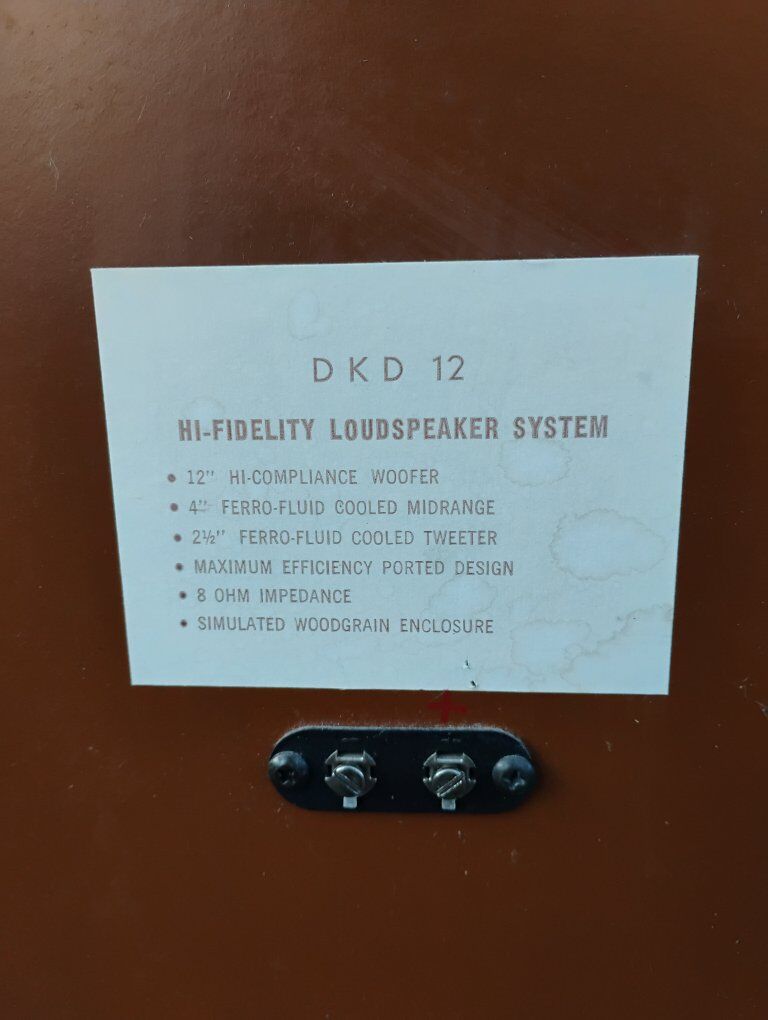 DKD 12
HI-FIDELITY LOUDSPEAKER SYSTEM
• 12" HI-COMPLIANCE WOOFER
• 4" FERRO-FLUID COOLED MIDRANGE
• 2½" FERRO-FLUID COOLED TWEETER
• MAXIMUM EFFICIENCY PORTED DESIGN
• 8 OHM IMPEDANCE
• SIMULATED WOODGRAIN ENCLOSURE
+
- +